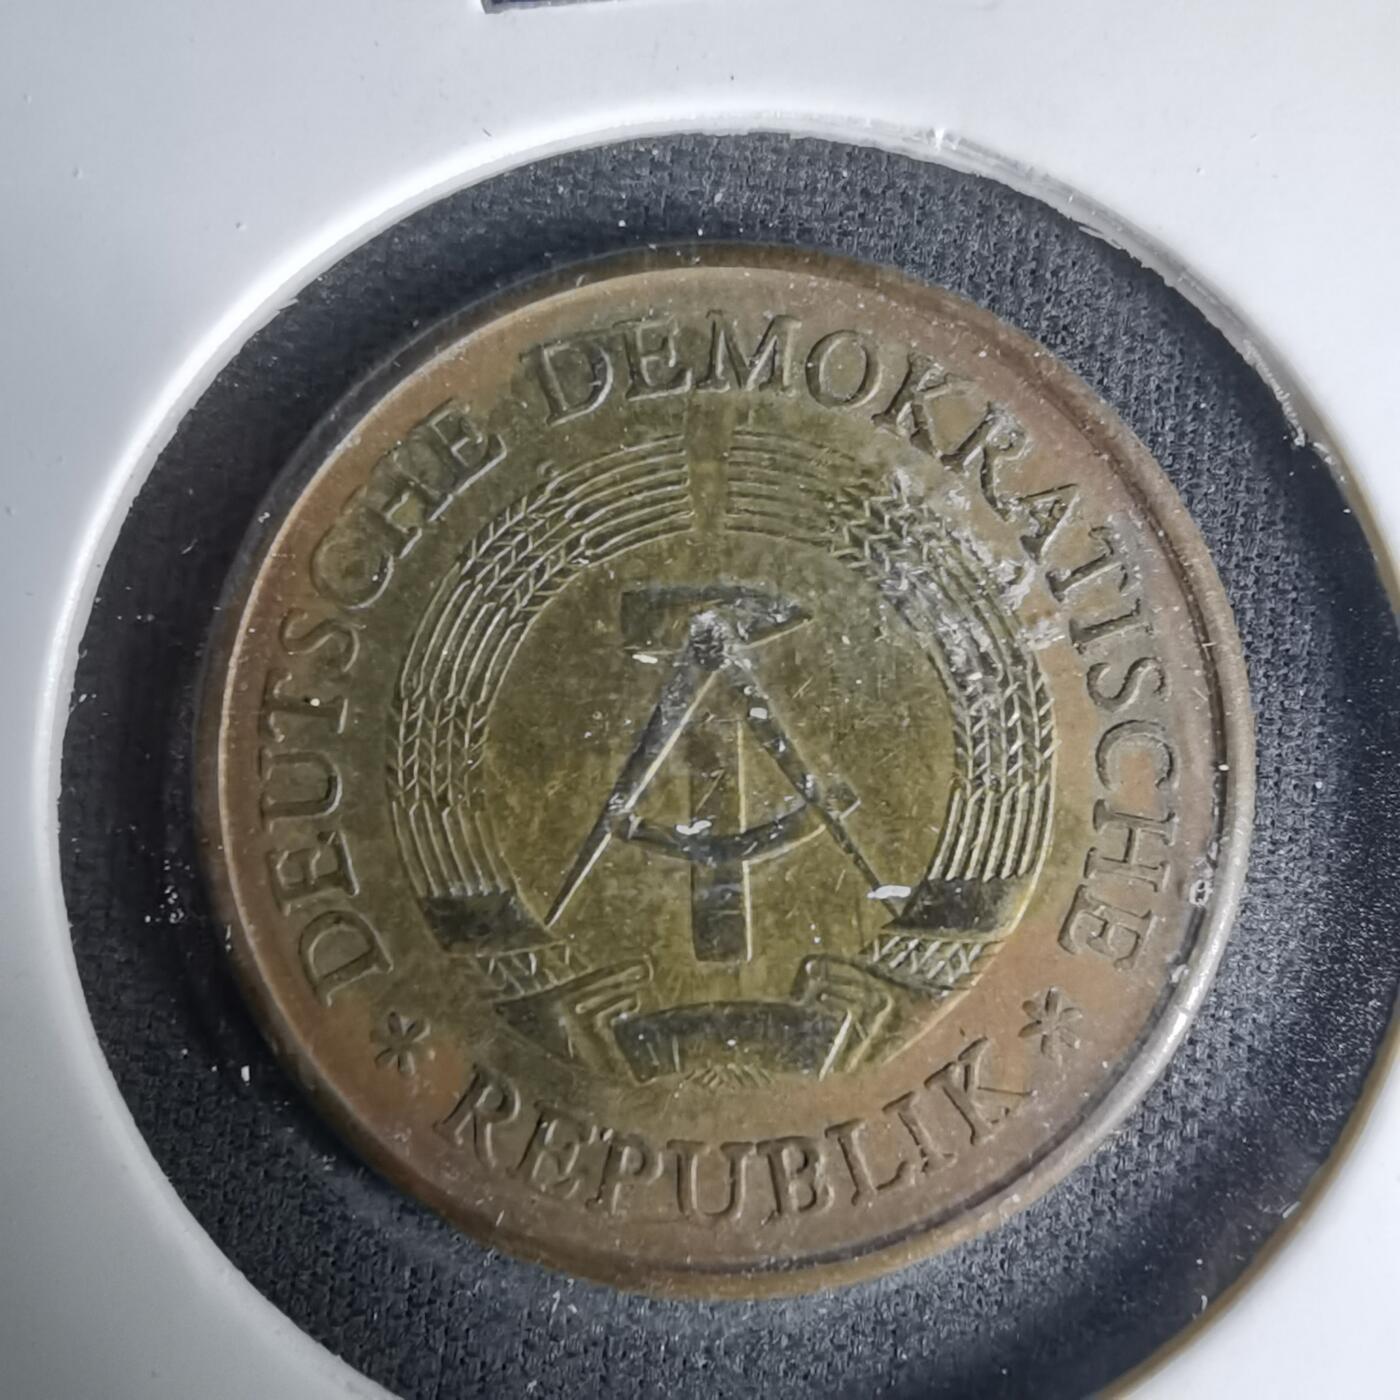 DEUTSCHE DEMOKRATISCHE
* REPUBLIK *